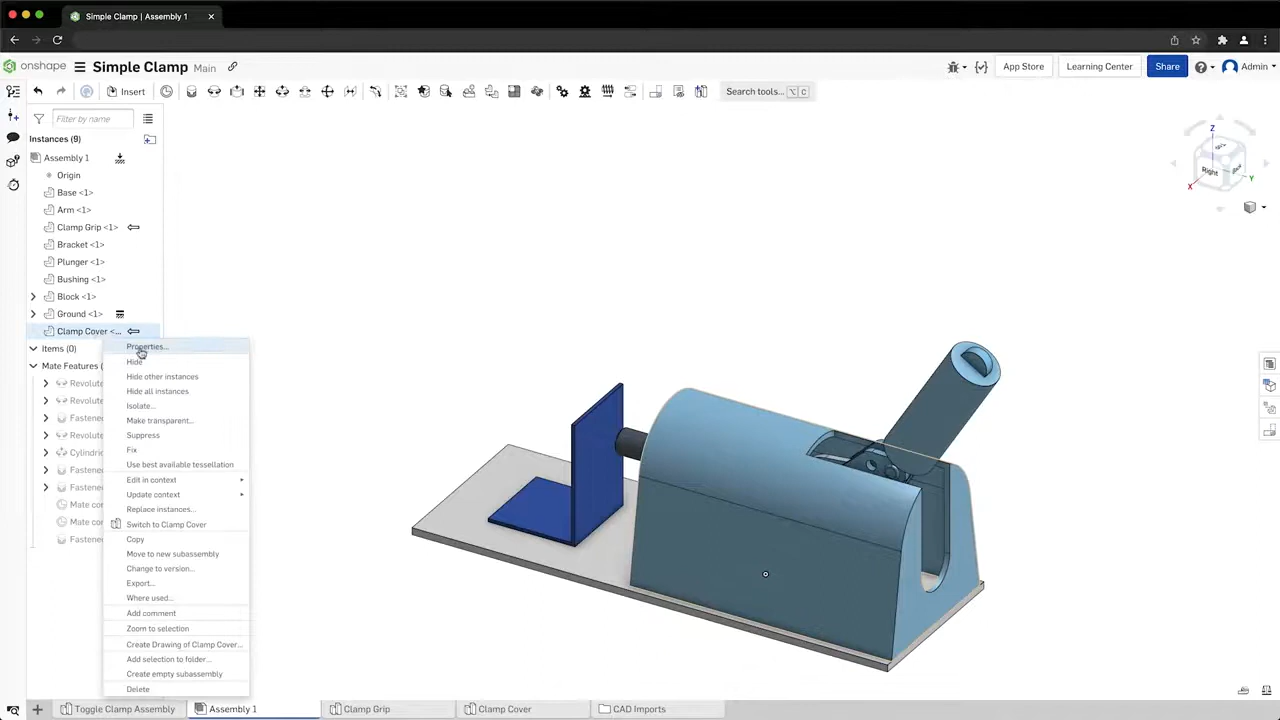 Simple Clamp | Assembly 1
onshape
Simple Clamp Main
App Store
Learning Center
Share
Admin
Insert
Search tools... ⌥ C
Filter by name
Instances (9)
Assembly 1
Origin
Base <1>
Arm <1>
Clamp Grip <1>
Bracket <1>
Plunger <1>
Bushing <1>
Block <1>
Ground <1>
Clamp Cover <...
Items (0)
Mate Features (
Revolute
Revolute
Fastene
Revolute
Cylindri
Fastene
Fastene
Mate co
Mate co
Fastene
Properties...
Hide
Hide other instances
Hide all instances
Isolate...
Make transparent...
Suppress
Fix
Use best available tessellation
Edit in context
Update context
Replace instances...
Switch to Clamp Cover
Copy
Move to new subassembly
Change to version...
Export...
Where used...
Add comment
Zoom to selection
Create Drawing of Clamp Cover...
Add selection to folder...
Create empty subassembly
Delete
Z
Right
X
Y
Toggle Clamp Assembly
Assembly 1
Clamp Grip
Clamp Cover
CAD Imports